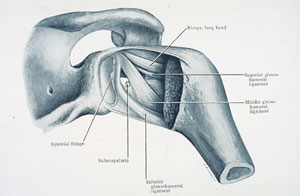 Biceps, long head
Superior gleno-
humeral
ligament
Middle gleno-
humeral
ligament
Synovial fringe
Subscapularis
Inferior
gleno-humeral
ligament